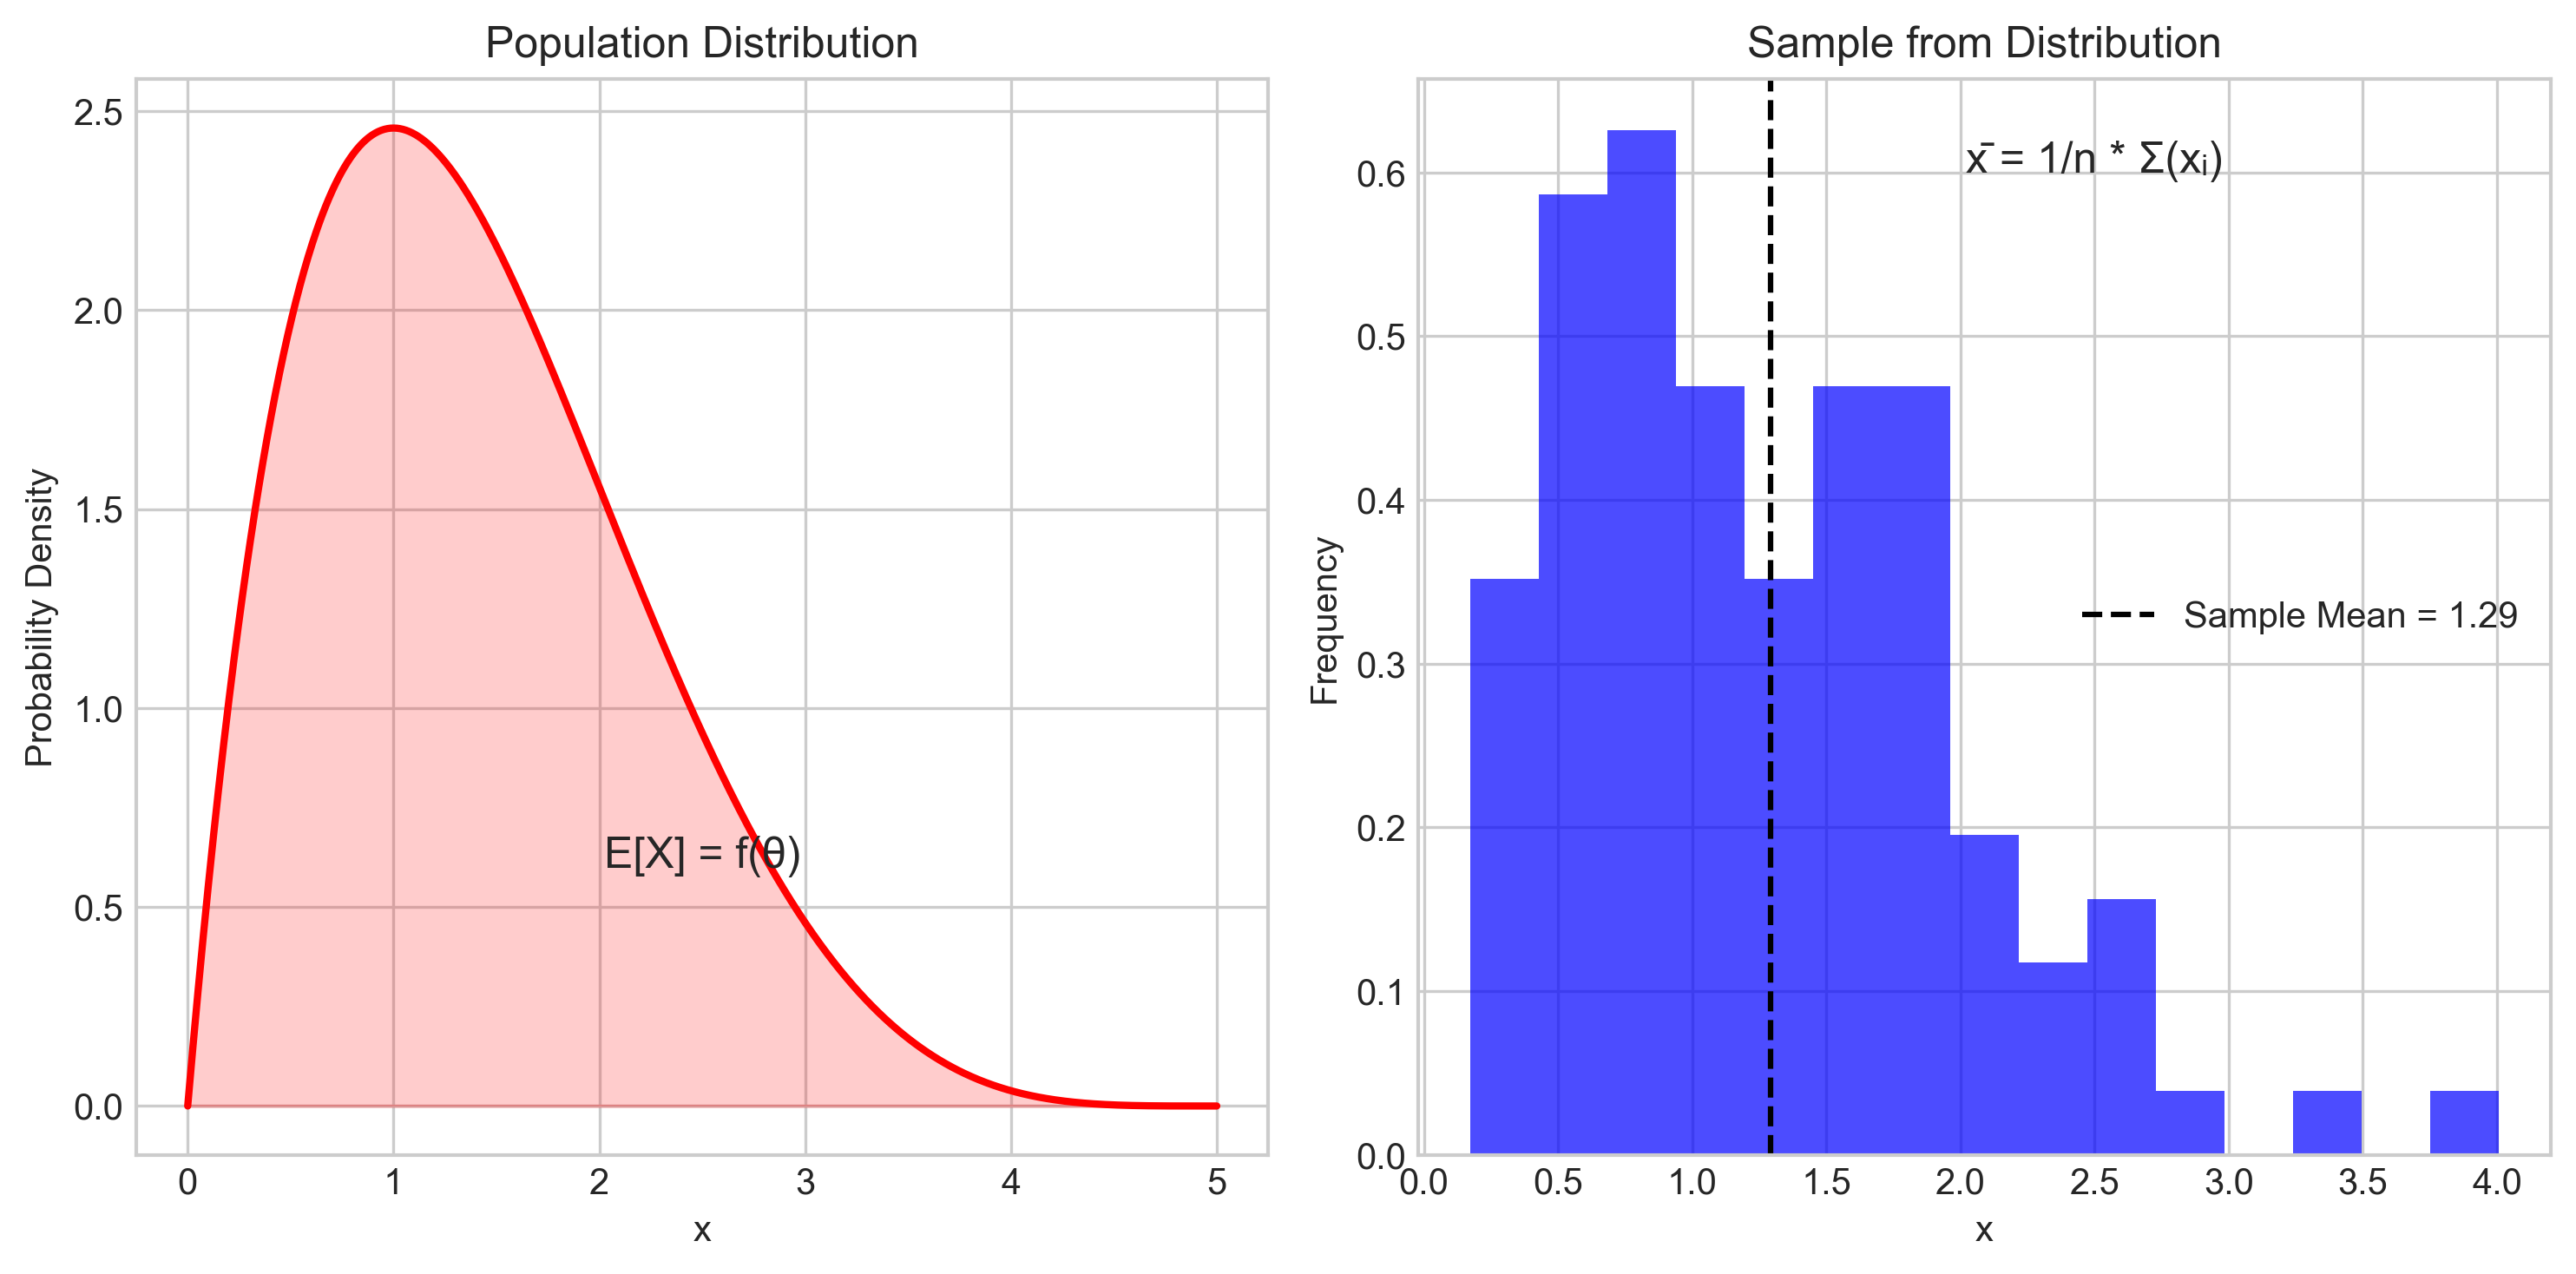 Population Distribution
2.5
2.0
1.5
1.0
0.5
0.0
Probability Density
E[X] = f(θ)
0 1 2 3 4 5
x
Sample from Distribution
0.6
0.5
0.4
0.3
0.2
0.1
0.0
Frequency
x̄ = 1/n * Σ(xᵢ)
Sample Mean = 1.29
0.0 0.5 1.0 1.5 2.0 2.5 3.0 3.5 4.0
x